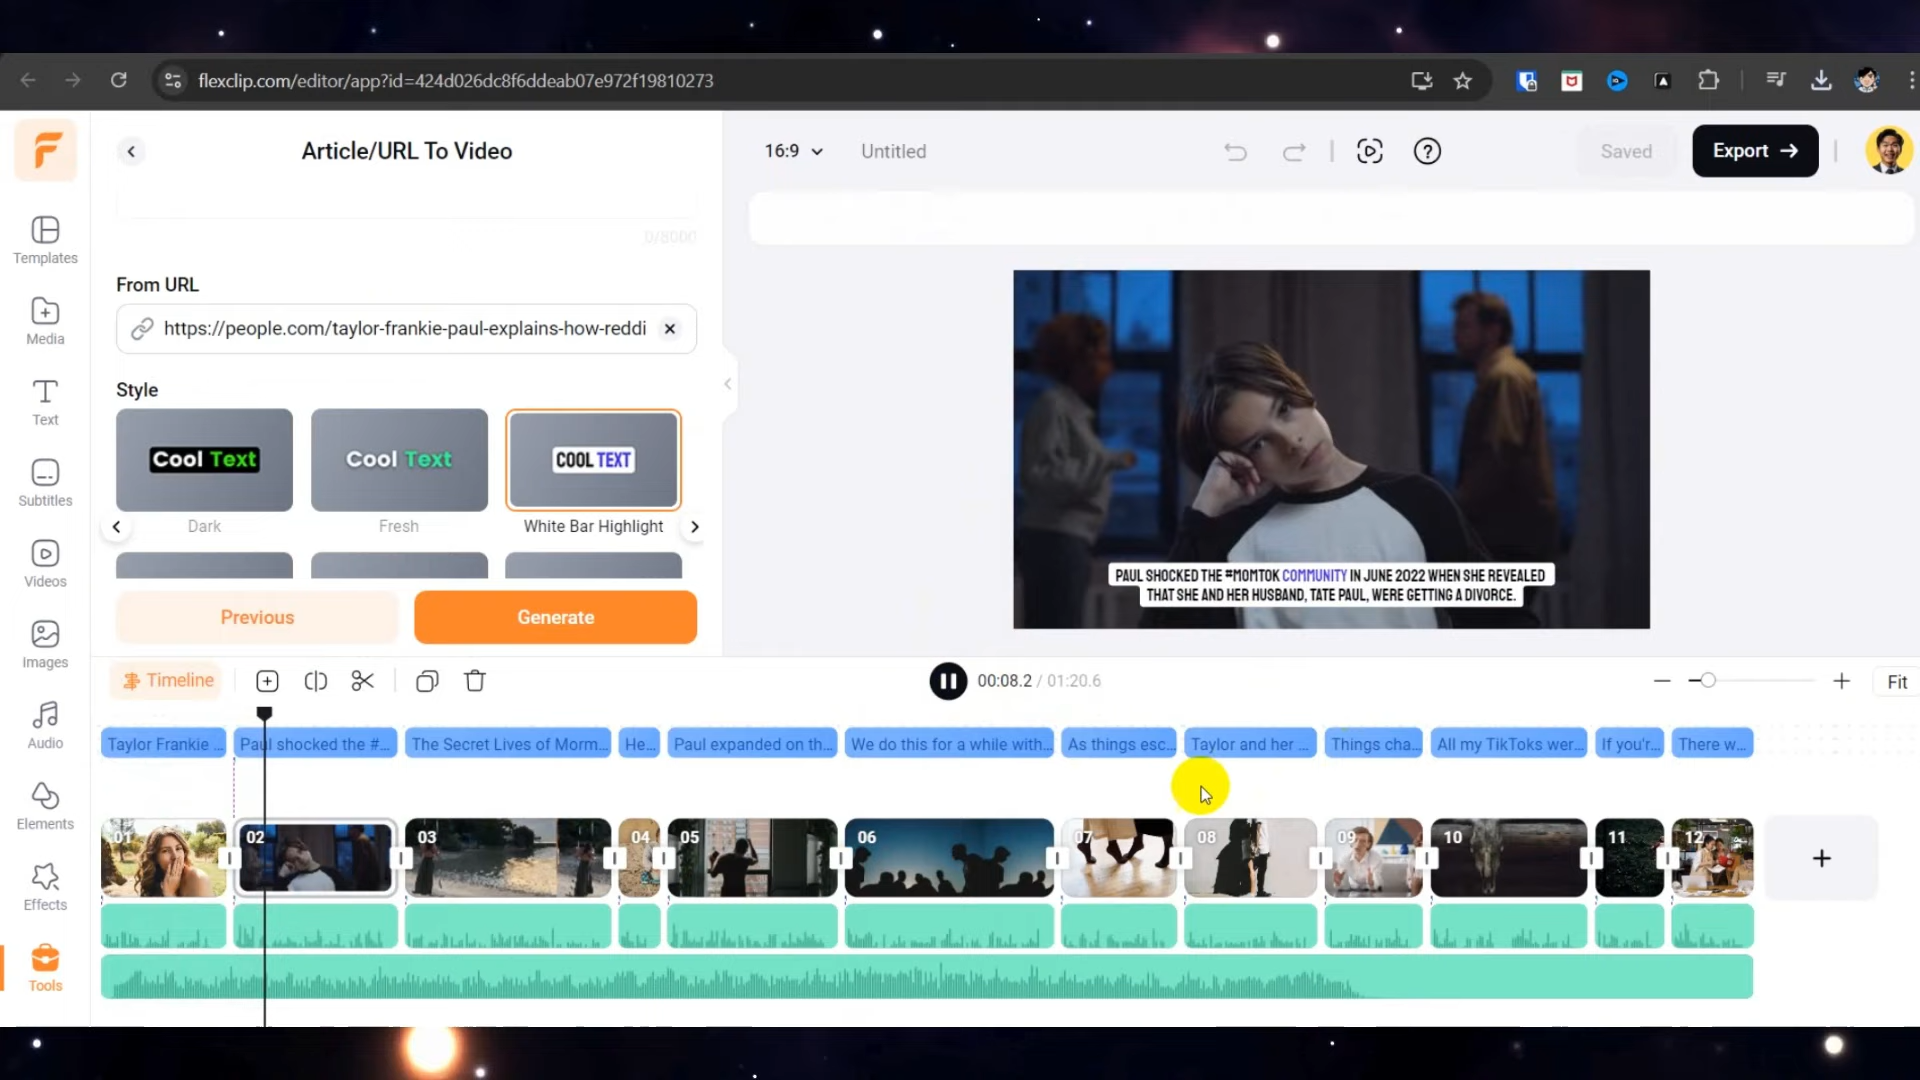 flexclip.com/editor/app?id=424d026dc8f6ddeab07e972f19810273
Article/URL To Video
16:9
Untitled
Saved
Export
Templates
Media
Text
Subtitles
Videos
Images
Audio
Elements
Effects
Tools
0/8000
From URL
https://people.com/taylor-frankie-paul-explains-how-reddi
Style
Cool Text
Cool Text
COOL TEXT
Dark
Fresh
White Bar Highlight
Previous
Generate
PAUL SHOCKED THE #MOMTOK COMMUNITY IN JUNE 2022 WHEN SHE REVEALED
THAT SHE AND HER HUSBAND, TATE PAUL, WERE GETTING A DIVORCE.
Timeline
00:08.2 / 01:20.6
Fit
Taylor Frankie ...
Paul shocked the #...
The Secret Lives of Morm...
He...
Paul expanded on th...
We do this for a while with...
As things esc...
Taylor and her ...
Things cha...
All my TikToks wer...
If you'r...
There w...
01
02
03
04
05
06
07
08
09
10
11
12